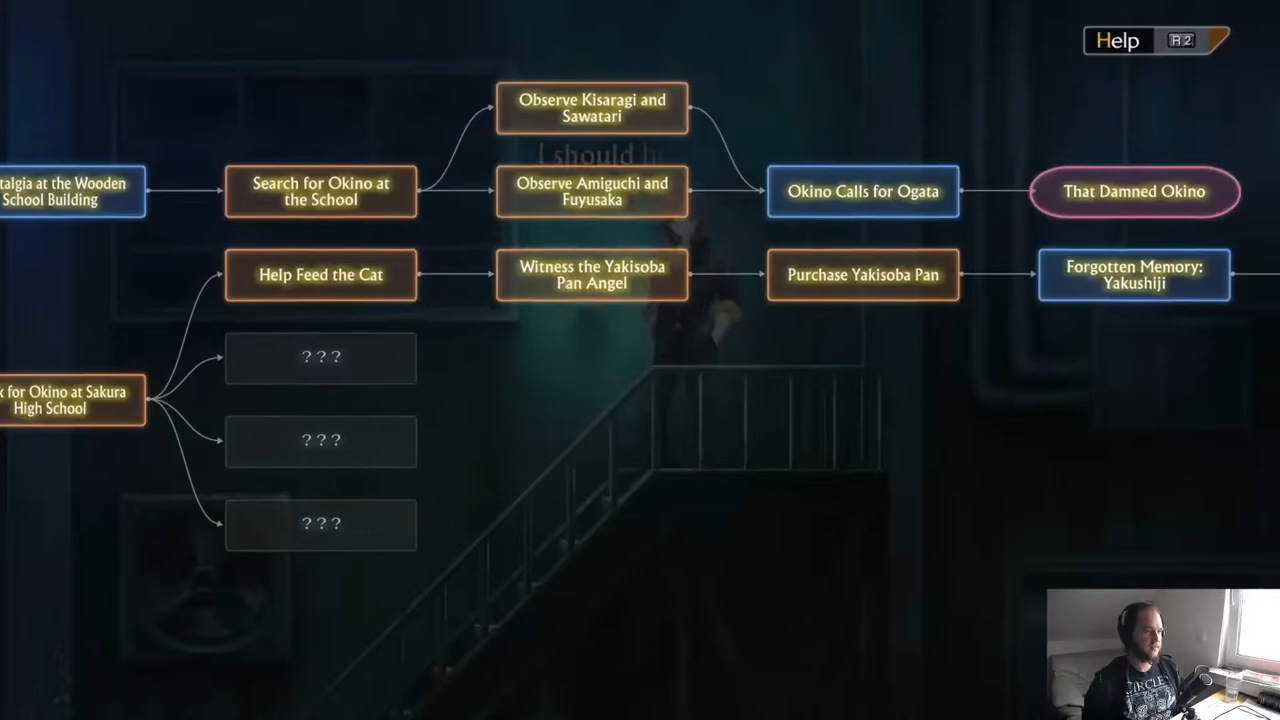 Help R2
Observe Kisaragi and
Sawatari
I should
talgia at the Wooden
School Building
Search for Okino at
the School
Observe Amiguchi and
Fuyusaka
Okino Calls for Ogata
That Damned Okino
Help Feed the Cat
Witness the Yakisoba
Pan Angel
Purchase Yakisoba Pan
Forgotten Memory:
Yakushiji
???
k for Okino at Sakura
High School
???
???
CIRCLE